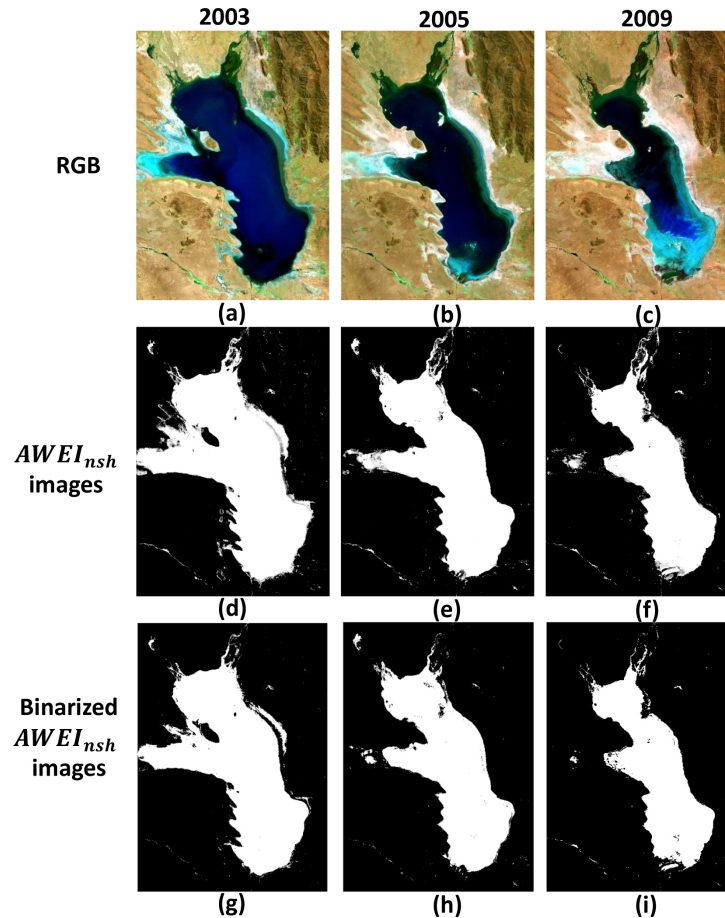 2003 2005 2009
RGB
(a) (b) (c)
AWEI_nsh
images
(d) (e) (f)
Binarized
AWEI_nsh
images
(g) (h) (i)